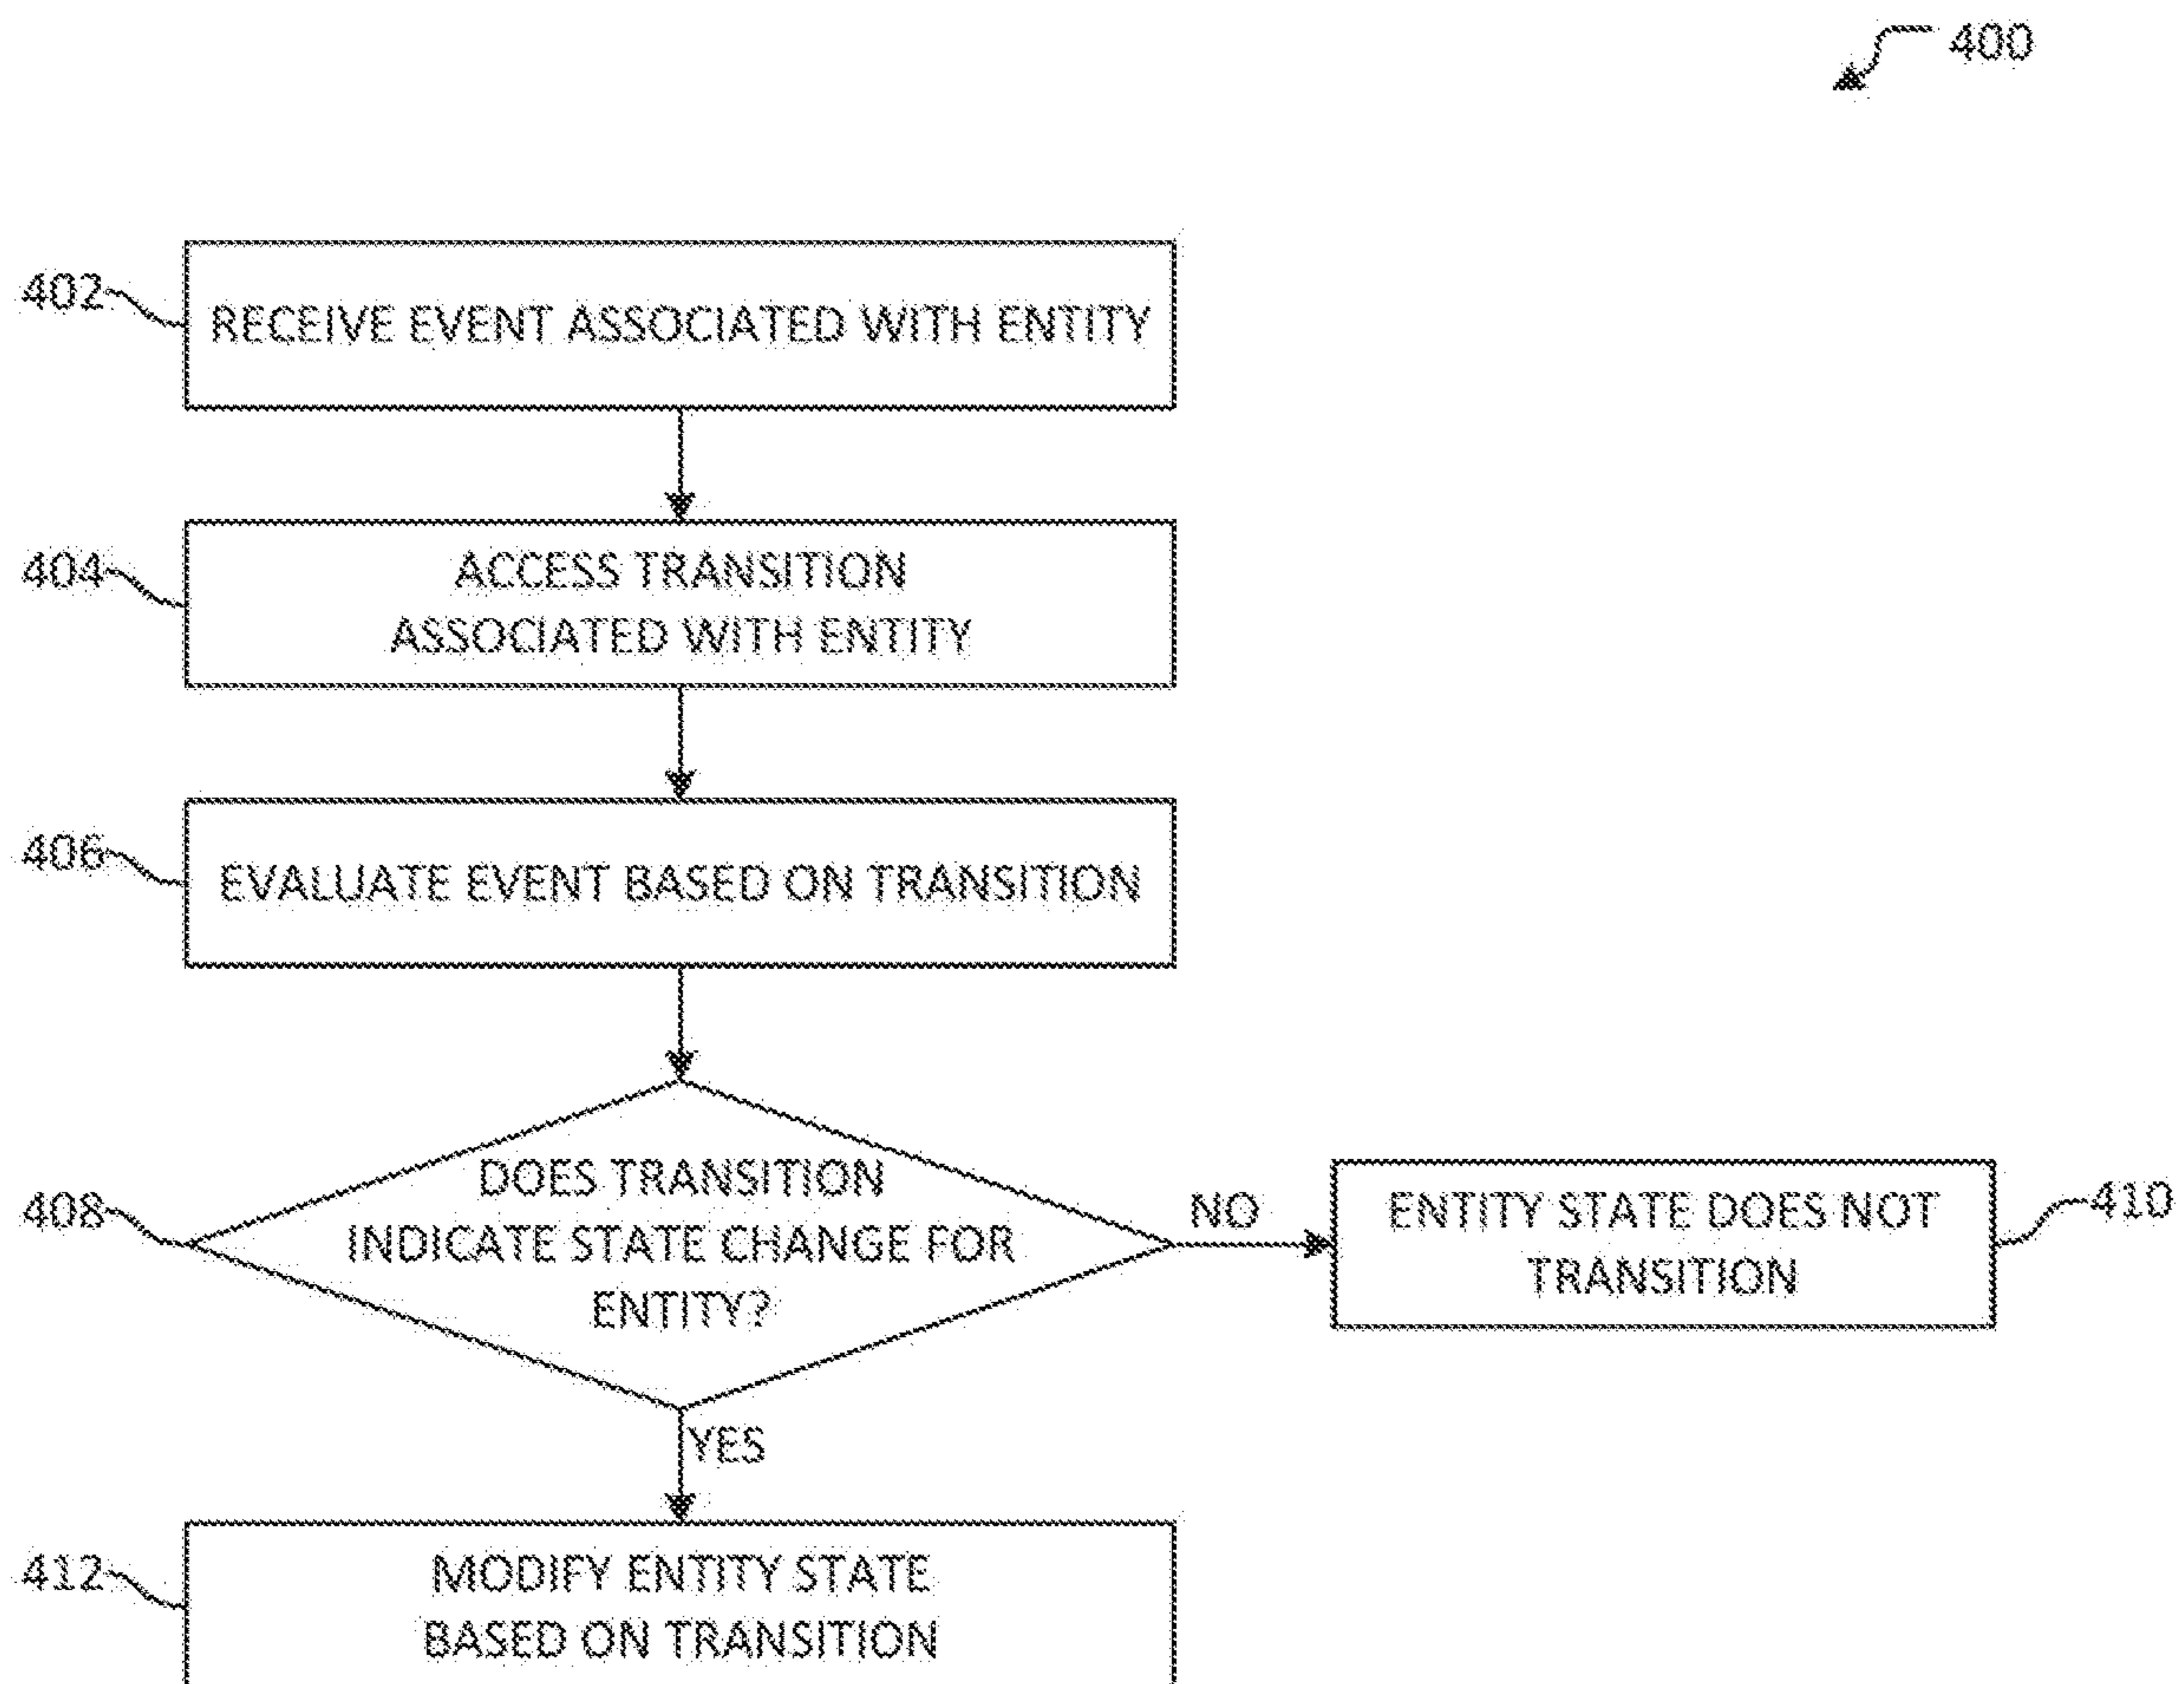 400
402
RECEIVE EVENT ASSOCIATED WITH ENTITY
404
ACCESS TRANSITION
ASSOCIATED WITH ENTITY
406
EVALUATE EVENT BASED ON TRANSITION
408
DOES TRANSITION
INDICATE STATE CHANGE FOR
ENTITY?
NO
ENTITY STATE DOES NOT
TRANSITION
410
YES
412
MODIFY ENTITY STATE
BASED ON TRANSITION